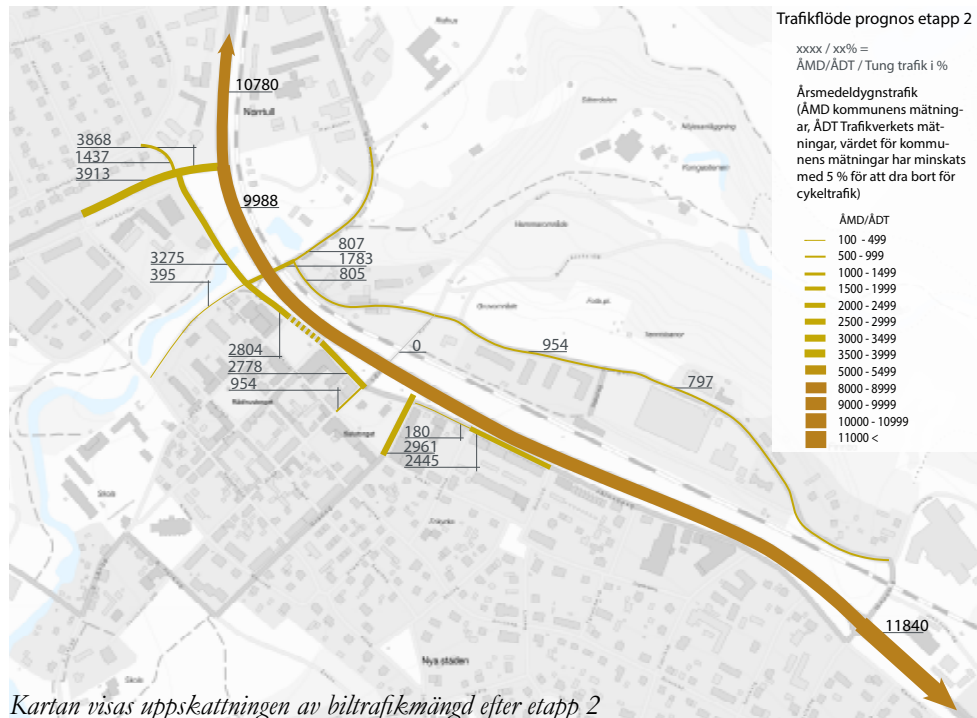 Trafikflöde prognos etapp 2
xxxx / xx% =
ÅMD/ÅDT / Tung trafik i %
Årsmedeldygnstrafik
(ÅMD kommunens mätning-
ar, ÅDT Trafikverkets mät-
ningar, värdet för kommu-
nens mätningar har minskats
med 5 % för att dra bort för
cykeltrafik)
ÅMD/ÅDT
100 - 499
500 - 999
1000 - 1499
1500 - 1999
2000 - 2499
2500 - 2999
3000 - 3499
3500 - 3999
5000 - 5499
8000 - 8999
9000 - 9999
10000 - 10999
11000 <
10780
Norrtull
3868
1437
3913
9988
807
1783
805
3275
395
2804
2778
954
0
954
797
180
2961
2445
11840
Skola
Nya staden
Skola
Kartan visas uppskattningen av biltrafikmängd efter etapp 2